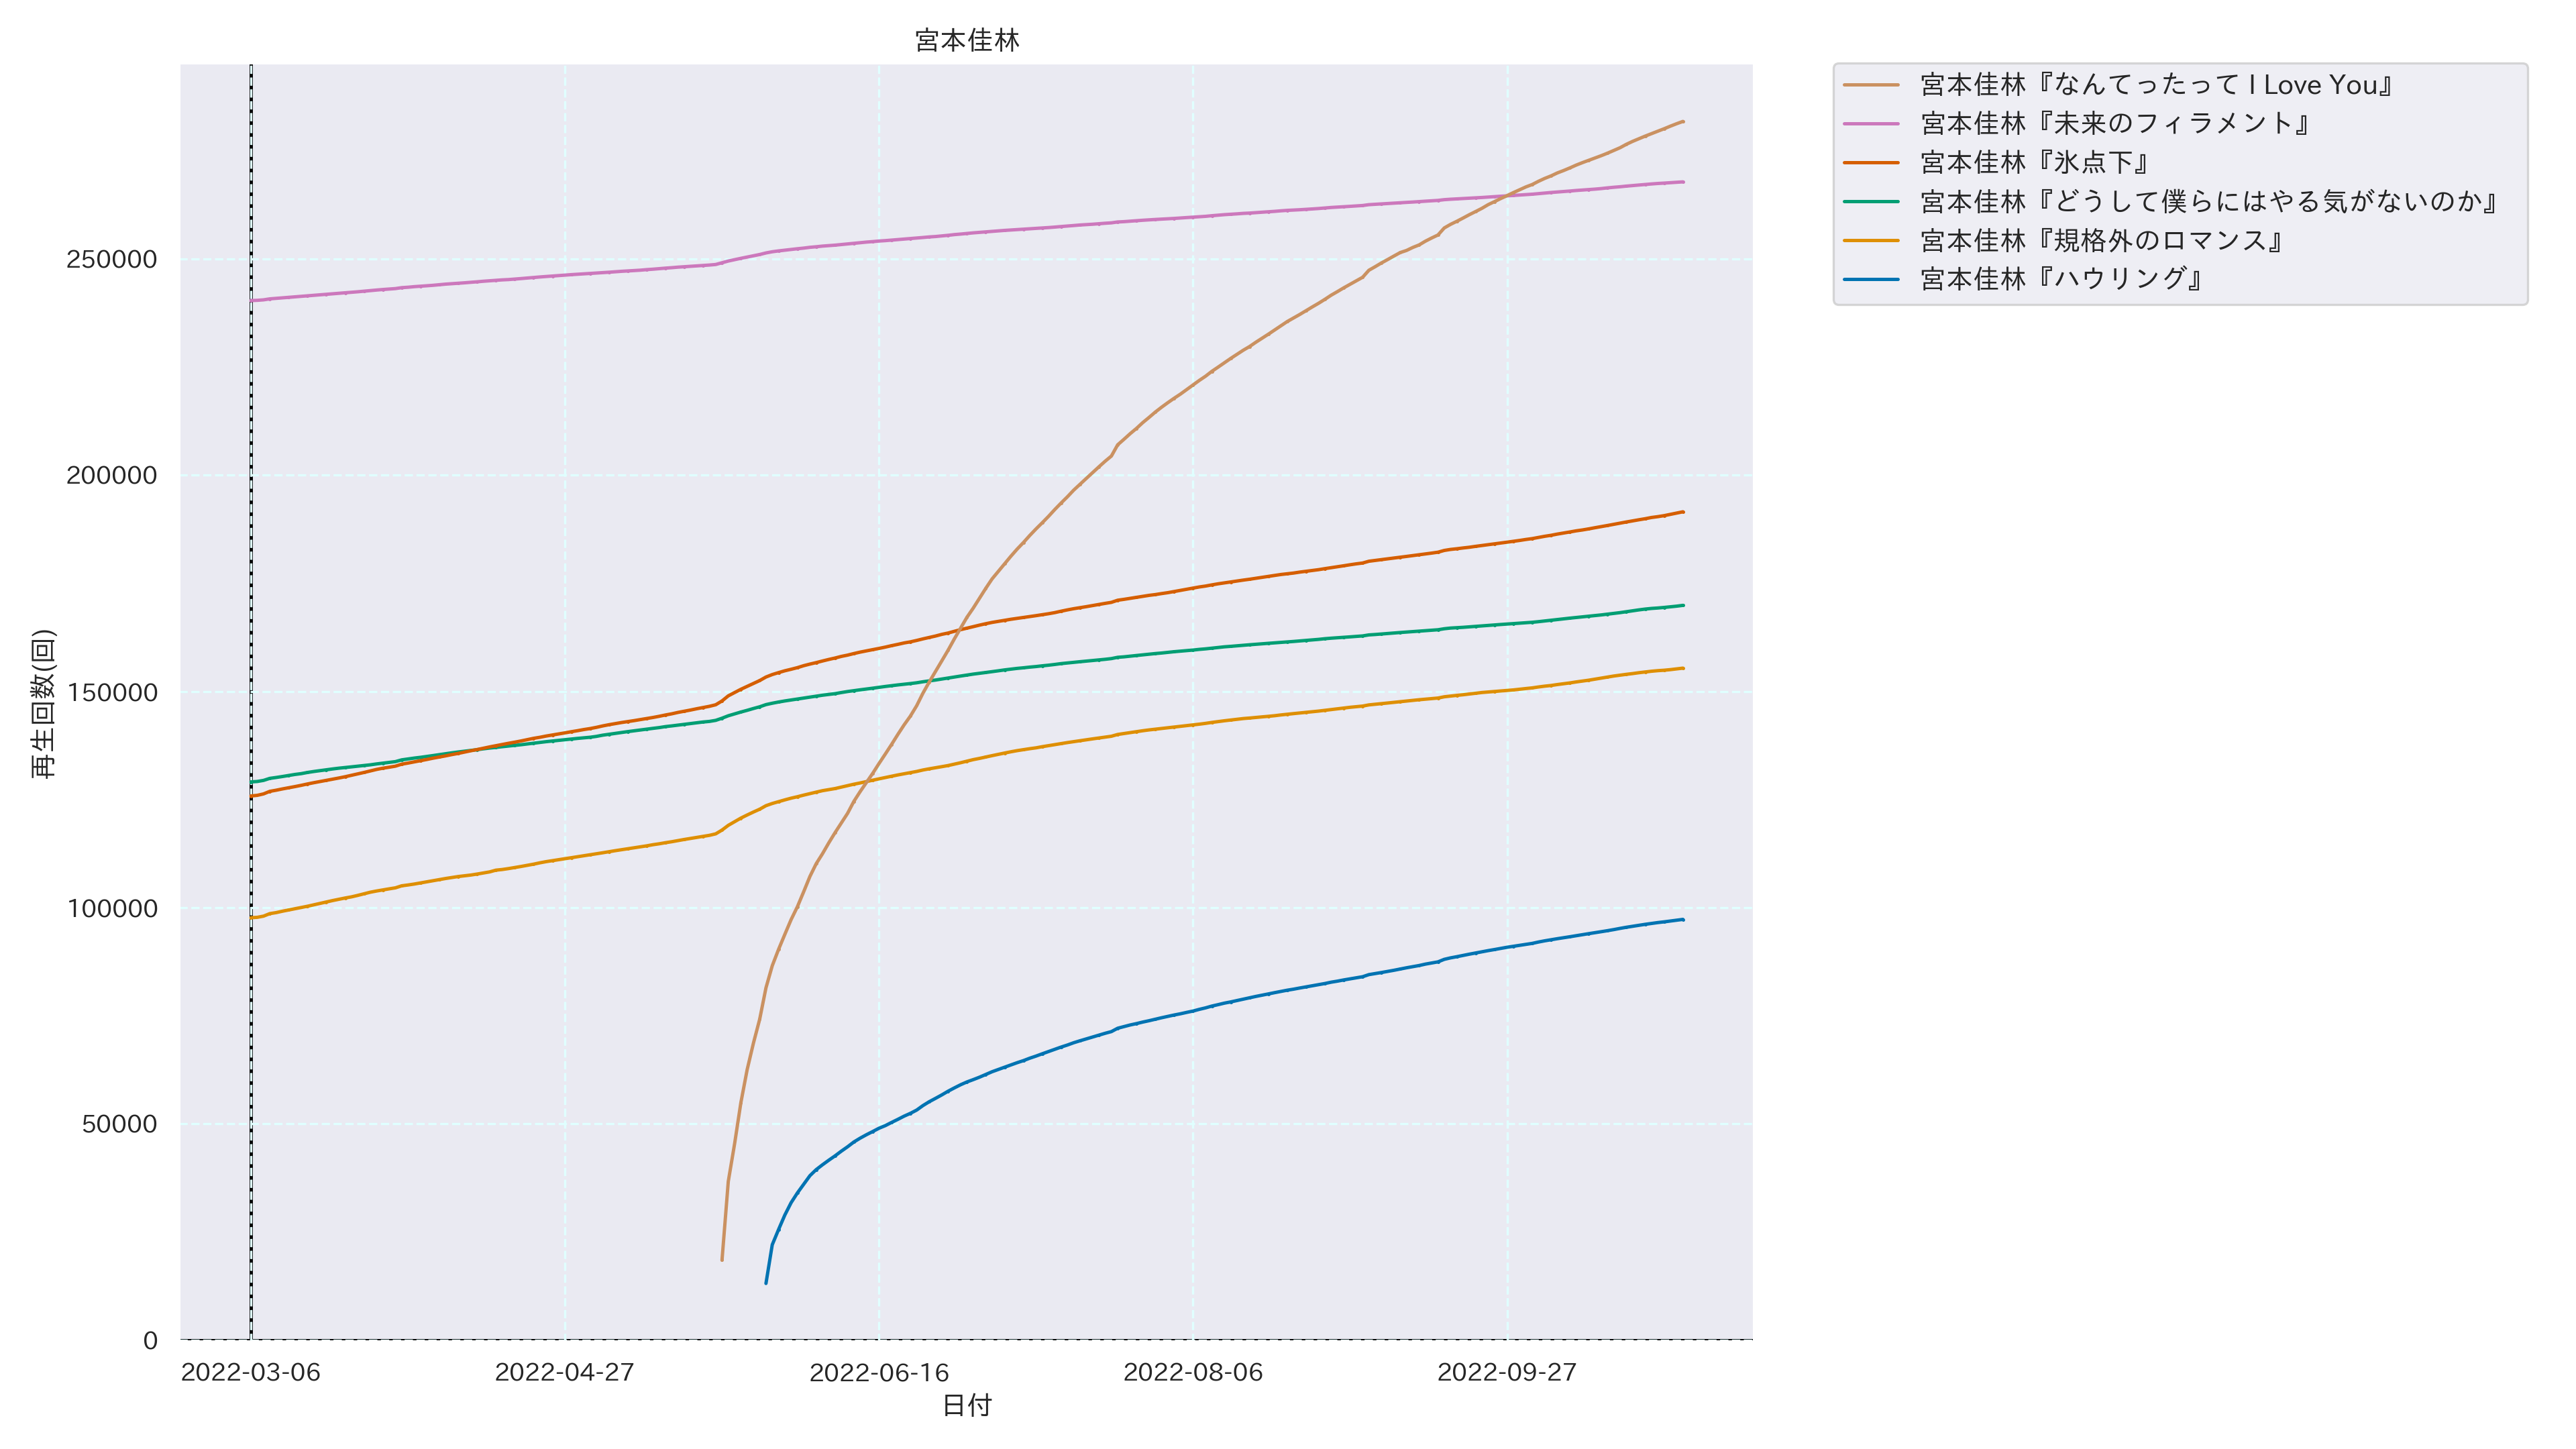 宮本佳林
宮本佳林『なんてったって I Love You』
宮本佳林『未来のフィラメント』
宮本佳林『氷点下』
宮本佳林『どうして僕らにはやる気がないのか』
宮本佳林『規格外のロマンス』
宮本佳林『ハウリング』
再生回数(回)
250000
200000
150000
100000
50000
0
2022-03-06
2022-04-27
2022-06-16
2022-08-06
2022-09-27
日付